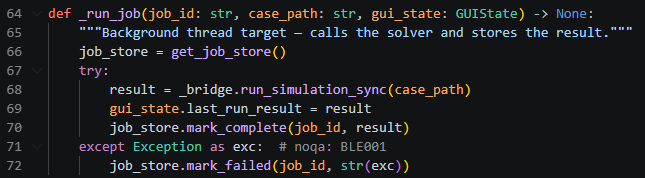 64 def _run_job(job_id: str, case_path: str, gui_state: GUIState) -> None:
65     """Background thread target — calls the solver and stores the result."""
66     job_store = get_job_store()
67     try:
68         result = _bridge.run_simulation_sync(case_path)
69         gui_state.last_run_result = result
70         job_store.mark_complete(job_id, result)
71     except Exception as exc:  # noqa: BLE001
72         job_store.mark_failed(job_id, str(exc))